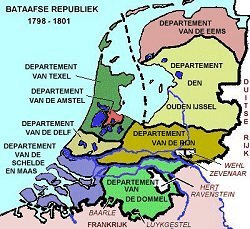 BATAAFSE REPUBLIEK
1798 - 1801
DEPARTEMENT
VAN DE EEMS
DEPARTEMENT
VAN TEXEL
DEPARTEMENT
VAN DE AMSTEL
DEPARTEMENT
DEN
OUDEN IJSSEL
DEPARTEMENT
VAN DE DELF
DEPARTEMENT
VAN DE RIJN
DEPARTEMENT
VAN DE
SCHELDE
EN MAAS
DEPARTEMENT
VAN
DE DOMMEL
DUITSE
RIJK
WEHL
ZEVENAAR
HERT
RAVENSTEIN
BAARLE
LUYKGESTEL
FRANKRIJK